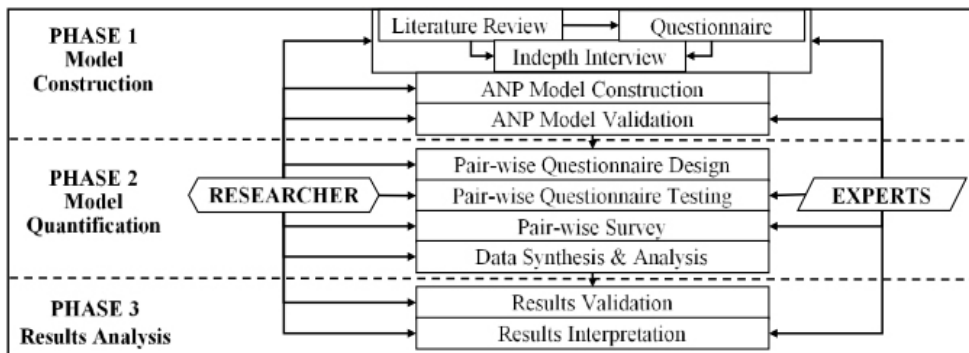 PHASE 1
Model
Construction
Literature Review
Questionnaire
Indepth Interview
ANP Model Construction
ANP Model Validation
PHASE 2
Model
Quantification
RESEARCHER
Pair-wise Questionnaire Design
Pair-wise Questionnaire Testing
Pair-wise Survey
Data Synthesis & Analysis
EXPERTS
PHASE 3
Results Analysis
Results Validation
Results Interpretation